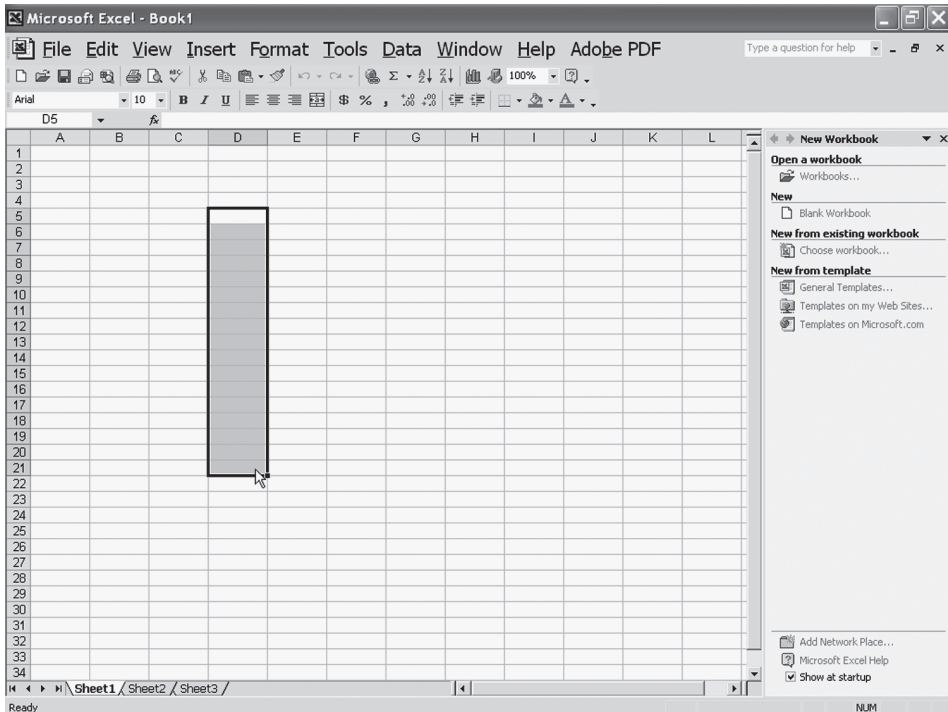 Microsoft Excel - Book1
File Edit View Insert Format Tools Data Window Help Adobe PDF
Type a question for help
100%
Arial 10 B I U $ % ,
D5 fx
A B C D E F G H I J K L
1
2
3
4
5
6
7
8
9
10
11
12
13
14
15
16
17
18
19
20
21
22
23
24
25
26
27
28
29
30
31
32
33
34
New Workbook
Open a workbook
Workbooks...
New
Blank Workbook
New from existing workbook
Choose workbook...
New from template
General Templates...
Templates on my Web Sites...
Templates on Microsoft.com
Add Network Place...
Microsoft Excel Help
Show at startup
Sheet1 Sheet2 Sheet3
Ready NUM